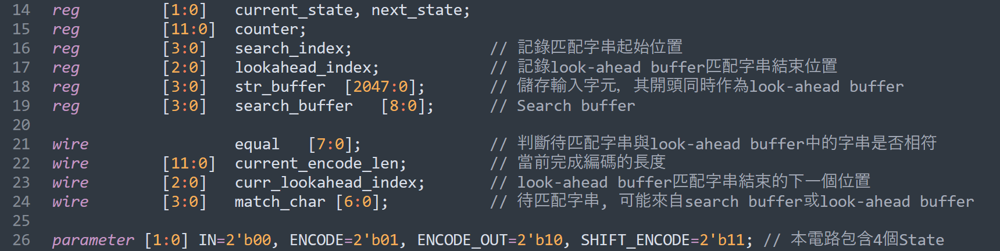 14 reg [1:0] current_state, next_state;
15 reg [11:0] counter;
16 reg [3:0] search_index; // 記錄匹配字串起始位置
17 reg [2:0] lookahead_index; // 記錄look-ahead buffer匹配字串結束位置
18 reg [3:0] str_buffer [2047:0]; // 儲存輸入字元, 其開頭同時作為look-ahead buffer
19 reg [3:0] search_buffer [8:0]; // Search buffer
20
21 wire equal [7:0]; // 判斷待匹配字串與look-ahead buffer中的字串是否相符
22 wire [11:0] current_encode_len; // 當前完成編碼的長度
23 wire [2:0] curr_lookahead_index; // look-ahead buffer匹配字串結束的下一個位置
24 wire [3:0] match_char [6:0]; // 待匹配字串, 可能來自search buffer或look-ahead buffer
25
26 parameter [1:0] IN=2'b00, ENCODE=2'b01, ENCODE_OUT=2'b10, SHIFT_ENCODE=2'b11; // 本電路包含4個State